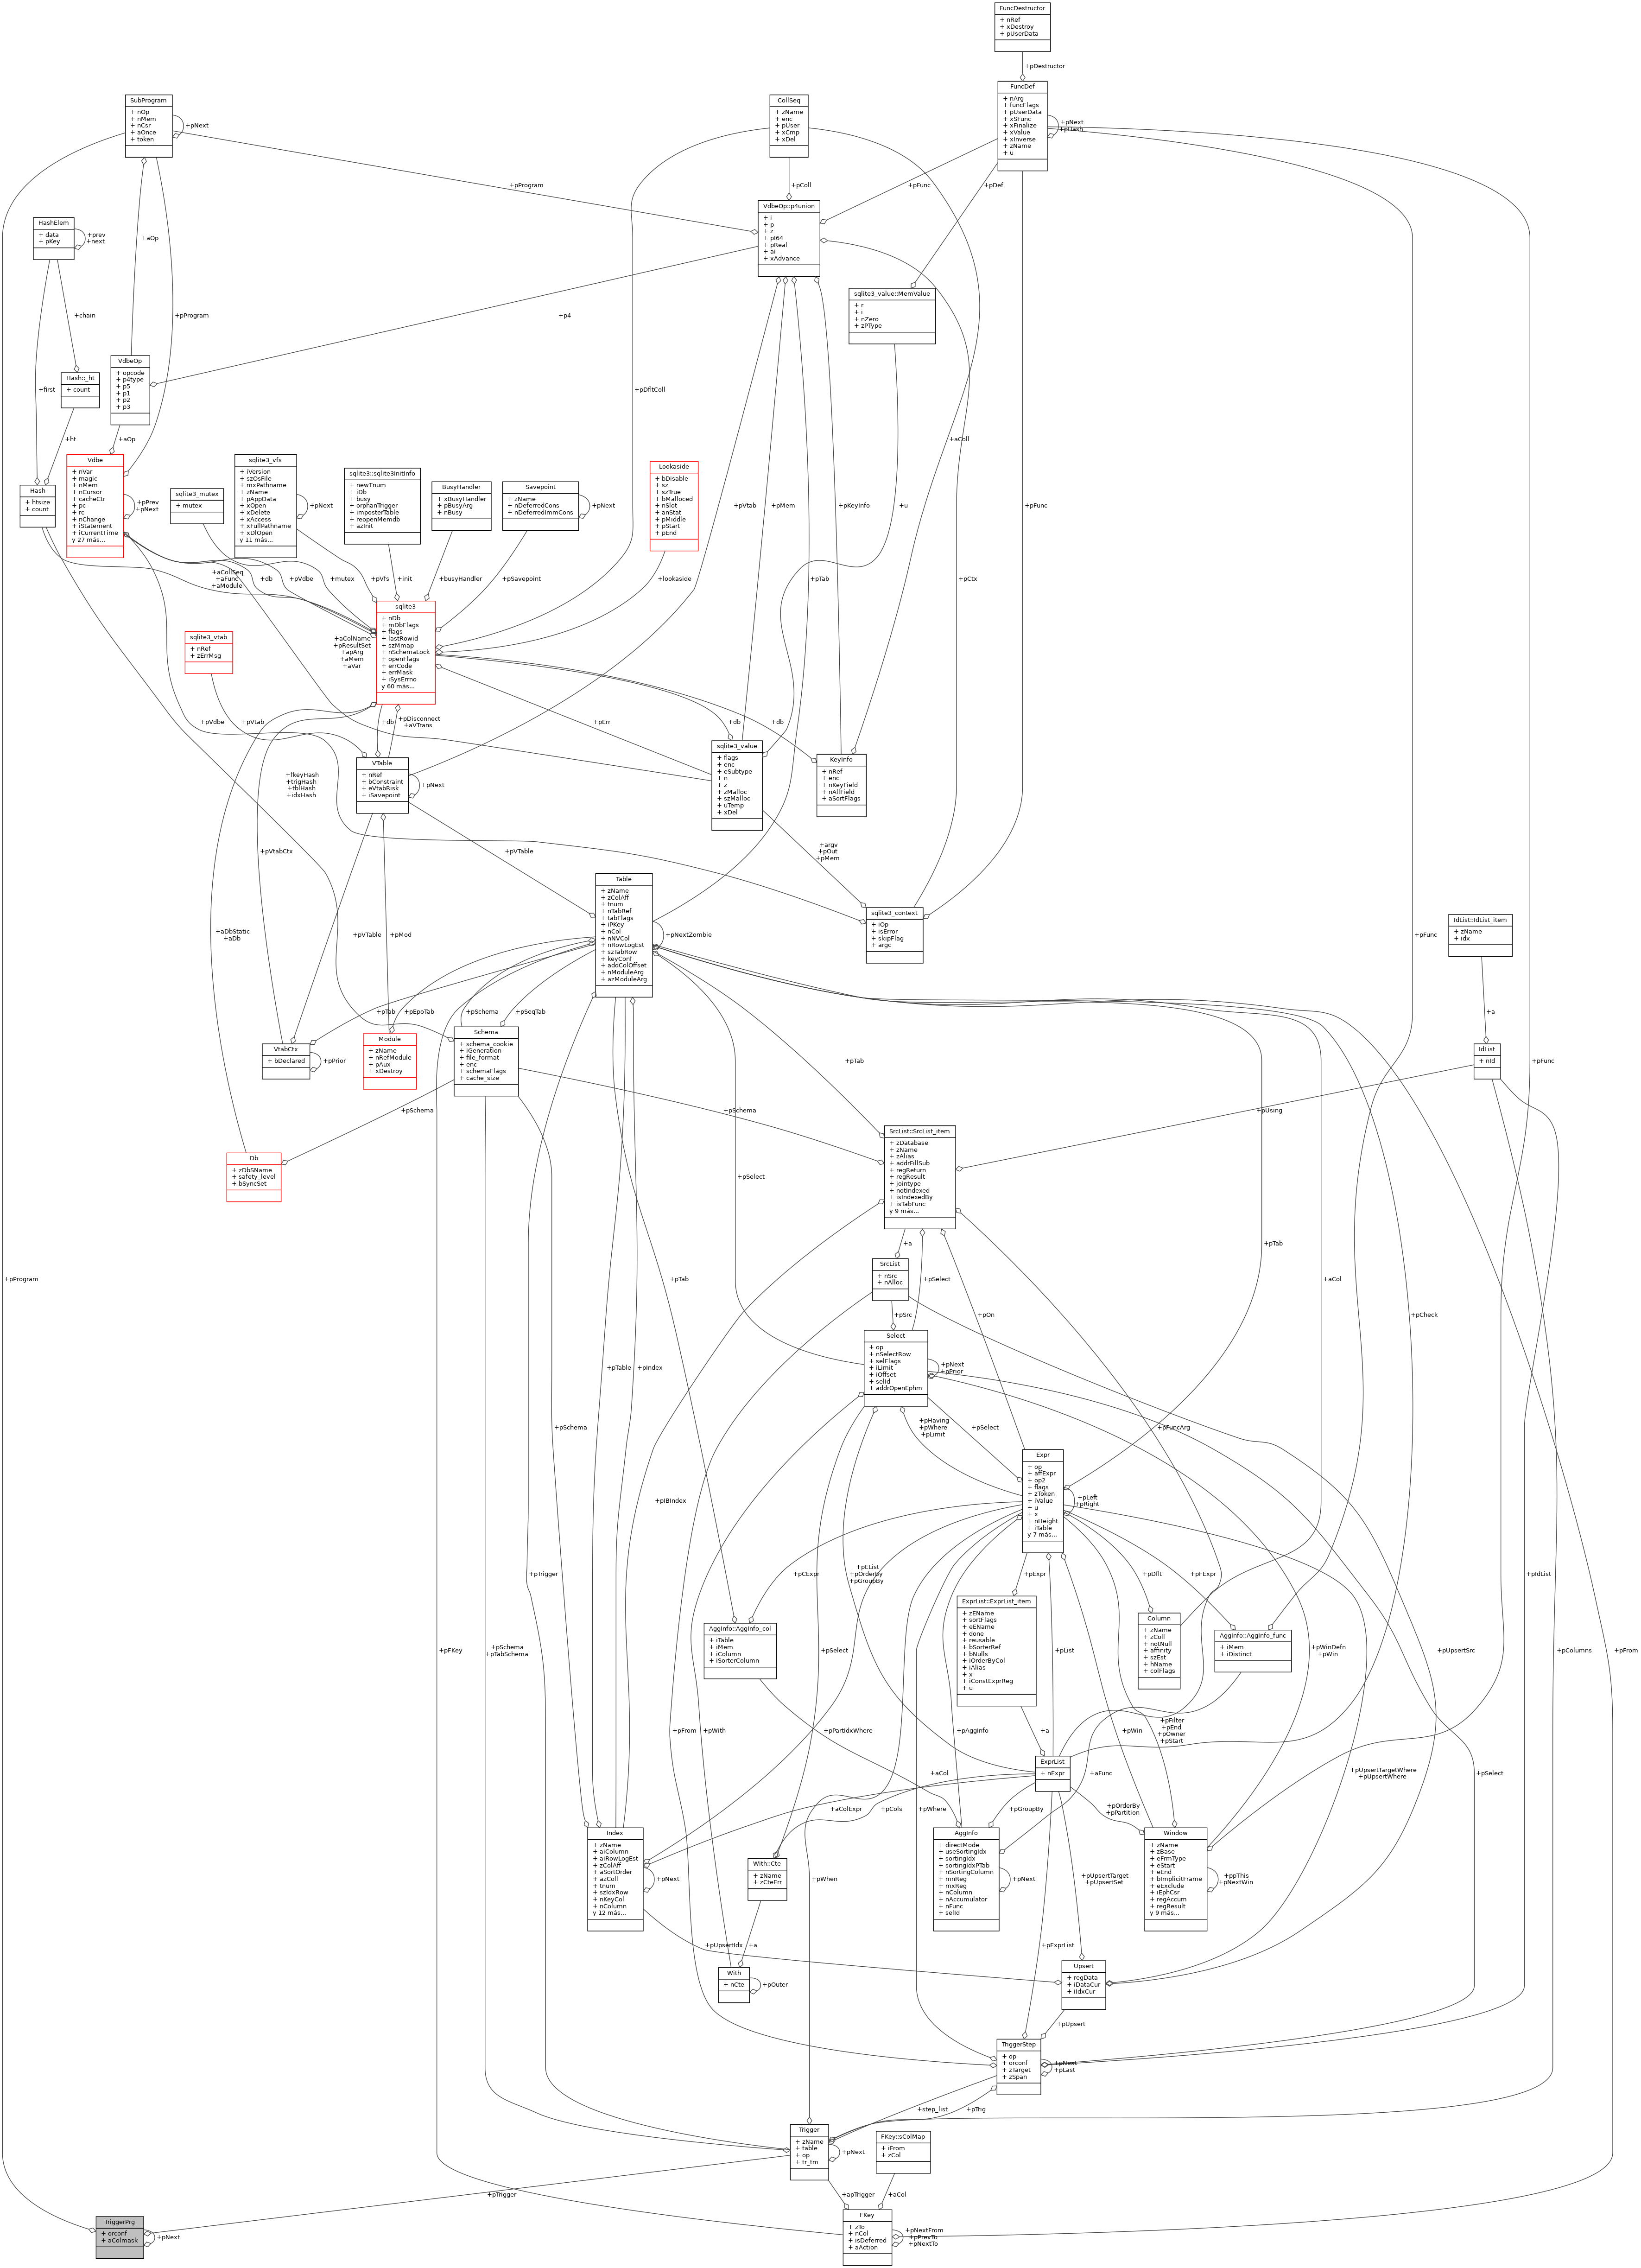 FuncDestructor
+ nRef
+ xDestroy
+ pUserData
+pDestructor
SubProgram
+ nOp
+ nMem
+ nCsr
+ aOnce
+ token
+pNext
CollSeq
+ zName
+ enc
+ pUser
+ xCmp
+ xDel
FuncDef
+ nArg
+ funcFlags
+ pUserData
+ xSFunc
+ xFinalize
+ xValue
+ xInverse
+ zName
+ u
+pNext
+pHash
+pProgram
+pColl
+pFunc
+pDef
HashElem
+ data
+ pKey
+prev
+next
+aOp
VdbeOp::p4union
+ i
+ p
+ z
+ pI64
+ pReal
+ ai
+ xAdvance
sqlite3_value::MemValue
+ r
+ i
+ nZero
+ zPType
+chain
+pProgram
+p4
VdbeOp
+ opcode
+ p4type
+ p5
+ p1
+ p2
+ p3
Hash::_ht
+ count
+first
+pDfltColl
+ht
+aOp
+aColl
Vdbe
+ nVar
+ magic
+ nMem
+ nCursor
+ cacheCtr
+ pc
+ rc
+ nChange
+ iStatement
+ iCurrentTime
y 27 más...
+pPrev
+pNext
Hash
+ htsize
+ count
sqlite3_mutex
+ mutex
sqlite3_vfs
+ iVersion
+ szOsFile
+ mxPathname
+ zName
+ pAppData
+ xOpen
+ xDelete
+ xAccess
+ xFullPathname
+ xDlOpen
y 11 más...
+pNext
sqlite3::sqlite3InitInfo
+ newTnum
+ iDb
+ busy
+ orphanTrigger
+ imposterTable
+ reopenMemdb
+ azInit
BusyHandler
+ xBusyHandler
+ pBusyArg
+ nBusy
Savepoint
+ zName
+ nDeferredCons
+ nDeferredImmCons
+pNext
Lookaside
+ bDisable
+ sz
+ szTrue
+ bMalloced
+ nSlot
+ anStat
+ pMiddle
+ pStart
+ pEnd
+pVtab
+pMem
+pKeyInfo
+u
+pFunc
+aCollSeq
+aFunc
+aModule
+db
+pVdbe
+mutex
+pVfs
+init
+busyHandler
+pSavepoint
+lookaside
+pTab
+pCtx
sqlite3
+ nDb
+ mDbFlags
+ flags
+ lastRowid
+ szMmap
+ nSchemaLock
+ openFlags
+ errCode
+ errMask
+ iSysErrno
y 60 más...
sqlite3_vtab
+ nRef
+ zErrMsg
+aColName
+pResultSet
+apArg
+aMem
+aVar
+pVdbe
+pVtab
+db
+pDisconnect
+aVTrans
+pErr
+db
+db
sqlite3_value
+ flags
+ enc
+ eSubtype
+ n
+ z
+ zMalloc
+ szMalloc
+ uTemp
+ xDel
KeyInfo
+ nRef
+ enc
+ nKeyField
+ nAllField
+ aSortFlags
VTable
+ nRef
+ bConstraint
+ eVtabRisk
+ iSavepoint
+pNext
+fkeyHash
+trigHash
+tblHash
+idxHash
+pVtabCtx
+pVTable
+argv
+pOut
+pMem
Table
+ zName
+ zColAff
+ tnum
+ nTabRef
+ tabFlags
+ iPKey
+ nCol
+ nNVCol
+ nRowLogEst
+ szTabRow
+ keyConf
+ addColOffset
+ nModuleArg
+ azModuleArg
+pNextZombie
sqlite3_context
+ iOp
+ isError
+ skipFlag
+ argc
IdList::IdList_item
+ zName
+ idx
+aDbStatic
+aDb
+pVTable
+pMod
+pFunc
+pTab
+pEpoTab
+pSchema
+pSeqTab
+a
VtabCtx
+ bDeclared
+pPrior
Module
+ zName
+ nRefModule
+ pAux
+ xDestroy
Schema
+ schema_cookie
+ iGeneration
+ file_format
+ enc
+ schemaFlags
+ cache_size
IdList
+ nId
+pTab
+pFunc
+pSchema
+pSchema
+pUsing
Db
+ zDbSName
+ safety_level
+ bSyncSet
SrcList::SrcList_item
+ zDatabase
+ zName
+ zAlias
+ addrFillSub
+ regReturn
+ regResult
+ jointype
+ notIndexed
+ isIndexedBy
+ isTabFunc
y 9 más...
+pSelect
+a
+pTab
SrcList
+ nSrc
+ nAlloc
+pProgram
+pTab
+pSelect
+aCol
+pSrc
+pOn
+pCheck
Select
+ op
+ nSelectRow
+ selFlags
+ iLimit
+ iOffset
+ selId
+ addrOpenEphm
+pNext
+pPrior
+pTable
+pIndex
+pSchema
+pHaving
+pWhere
+pLimit
+pSelect
+pFuncArg
Expr
+ op
+ affExpr
+ op2
+ flags
+ zToken
+ iValue
+ u
+ x
+ nHeight
+ iTable
y 7 más...
+pLeft
+pRight
+pIBIndex
+pTrigger
+pCExpr
+pEList
+pOrderBy
+pGroupBy
+pExpr
+pDflt
+pFExpr
+pIdList
ExprList::ExprList_item
+ zEName
+ sortFlags
+ eEName
+ done
+ reusable
+ bSorterRef
+ bNulls
+ iOrderByCol
+ iAlias
+ x
+ iConstExprReg
+ u
AggInfo::AggInfo_col
+ iTable
+ iMem
+ iColumn
+ iSorterColumn
Column
+ zName
+ zColl
+ notNull
+ affinity
+ szEst
+ hName
+ colFlags
AggInfo::AggInfo_func
+ iMem
+ iDistinct
+pFKey
+pSchema
+pTabSchema
+pSelect
+pList
+pWinDefn
+pWin
+pUpsertSrc
+pColumns
+pFrom
+pFrom
+pWith
+pPartIdxWhere
+pAggInfo
+a
+pWin
+pFilter
+pEnd
+pOwner
+pStart
ExprList
+ nExpr
+aCol
+aFunc
+pUpsertTargetWhere
+pUpsertWhere
+pSelect
+aColExpr
+pCols
+pWhere
+pGroupBy
+pOrderBy
+pPartition
Index
+ zName
+ aiColumn
+ aiRowLogEst
+ zColAff
+ aSortOrder
+ azColl
+ tnum
+ szIdxRow
+ nKeyCol
+ nColumn
y 12 más...
+pNext
With::Cte
+ zName
+ zCteErr
+pWhen
AggInfo
+ directMode
+ useSortingIdx
+ sortingIdx
+ sortingIdxPTab
+ nSortingColumn
+ mnReg
+ mxReg
+ nColumn
+ nAccumulator
+ nFunc
+ selId
+pNext
+pUpsertTarget
+pUpsertSet
Window
+ zName
+ zBase
+ eFrmType
+ eStart
+ eEnd
+ bImplicitFrame
+ eExclude
+ iEphCsr
+ regAccum
+ regResult
y 9 más...
+ppThis
+pNextWin
+pUpsertIdx
+a
+pExprList
With
+ nCte
+pOuter
Upsert
+ regData
+ iDataCur
+ iIdxCur
+pUpsert
TriggerStep
+ op
+ orconf
+ zTarget
+ zSpan
+pNext
+pLast
+step_list
+pTrig
Trigger
+ zName
+ table
+ op
+ tr_tm
+pNext
FKey::sColMap
+ iFrom
+ zCol
+pTrigger
+apTrigger
+aCol
TriggerPrg
+ orconf
+ aColmask
+pNext
FKey
+ zTo
+ nCol
+ isDeferred
+ aAction
+pNextFrom
+pPrevTo
+pNextTo